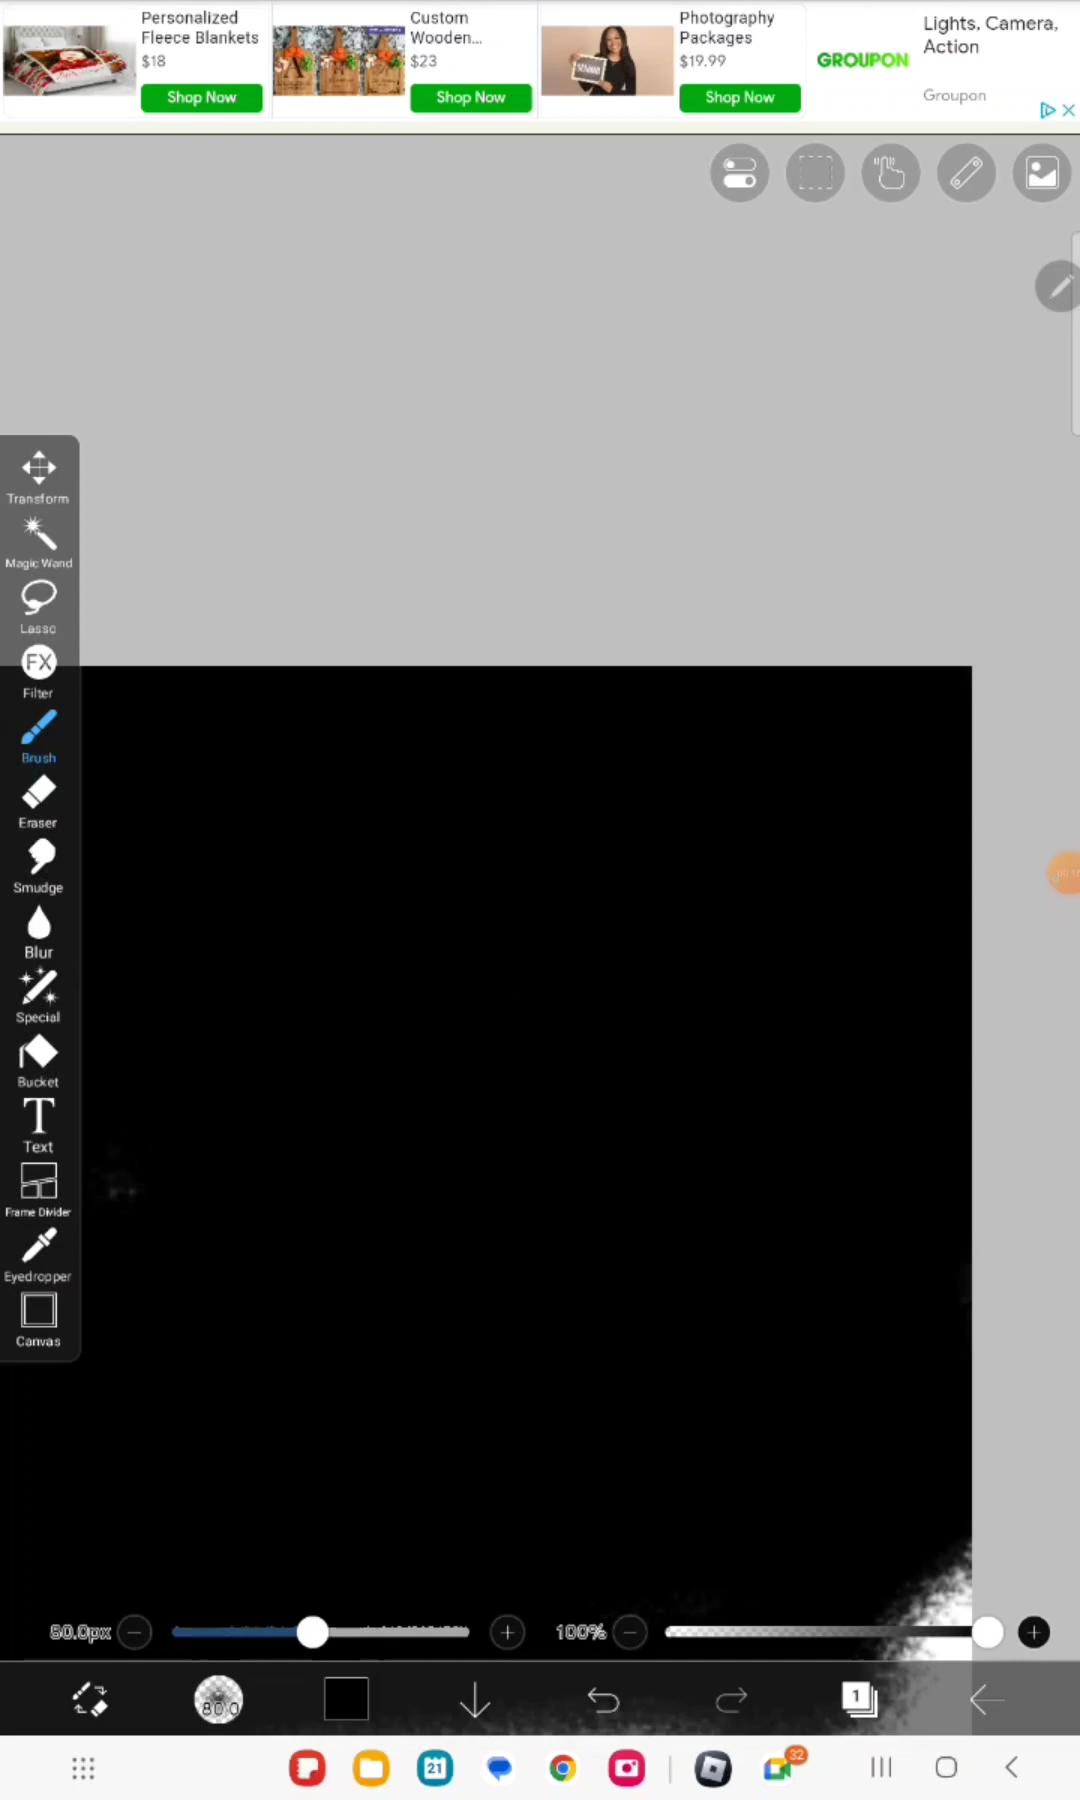 Personalized
Fleece Blankets
$18
Shop Now
Custom
Wooden...
$23
Shop Now
Photography
Packages
$19.99
Shop Now
GROUPON
Lights, Camera,
Action
Groupon
Transform
Magic Wand
Lasso
FX
Filter
Brush
Eraser
Smudge
Blur
Special
Bucket
T
Text
Frame Divider
Eyedropper
Canvas
80.0px
100%
80.0
1
21
32